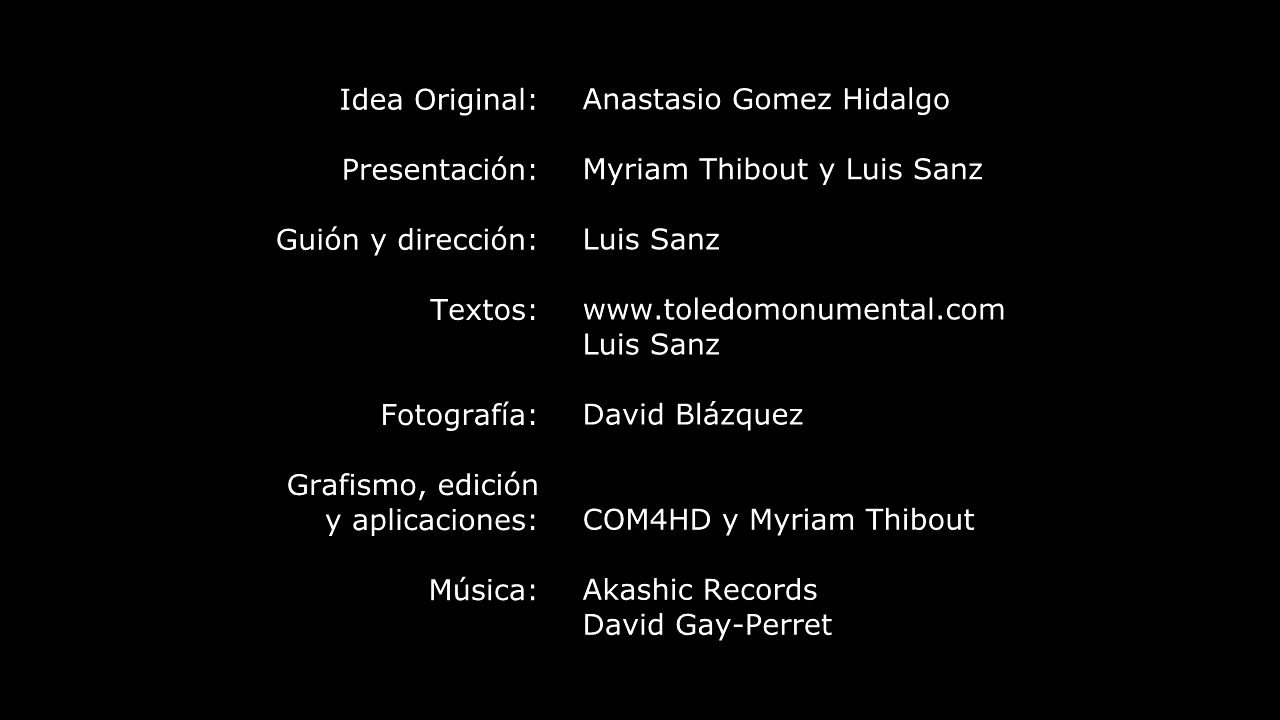 Idea Original: Anastasio Gomez Hidalgo
Presentación: Myriam Thibout y Luis Sanz
Guión y dirección: Luis Sanz
Textos: www.toledomonumental.com
Luis Sanz
Fotografía: David Blázquez
Grafismo, edición
y aplicaciones: COM4HD y Myriam Thibout
Música: Akashic Records
David Gay-Perret